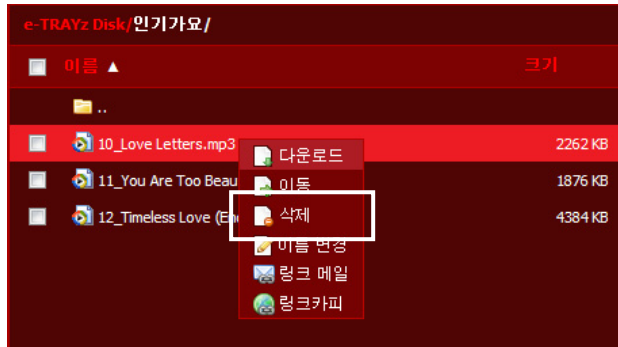 e-TRAYz Disk/인기가요/
이름 ▲ 크기
..
10_Love Letters.mp3 2262 KB
다운로드
11_You Are Too Beau 1876 KB
이동
12_Timeless Love (En 4384 KB
삭제
이름 변경
링크 메일
링크카피